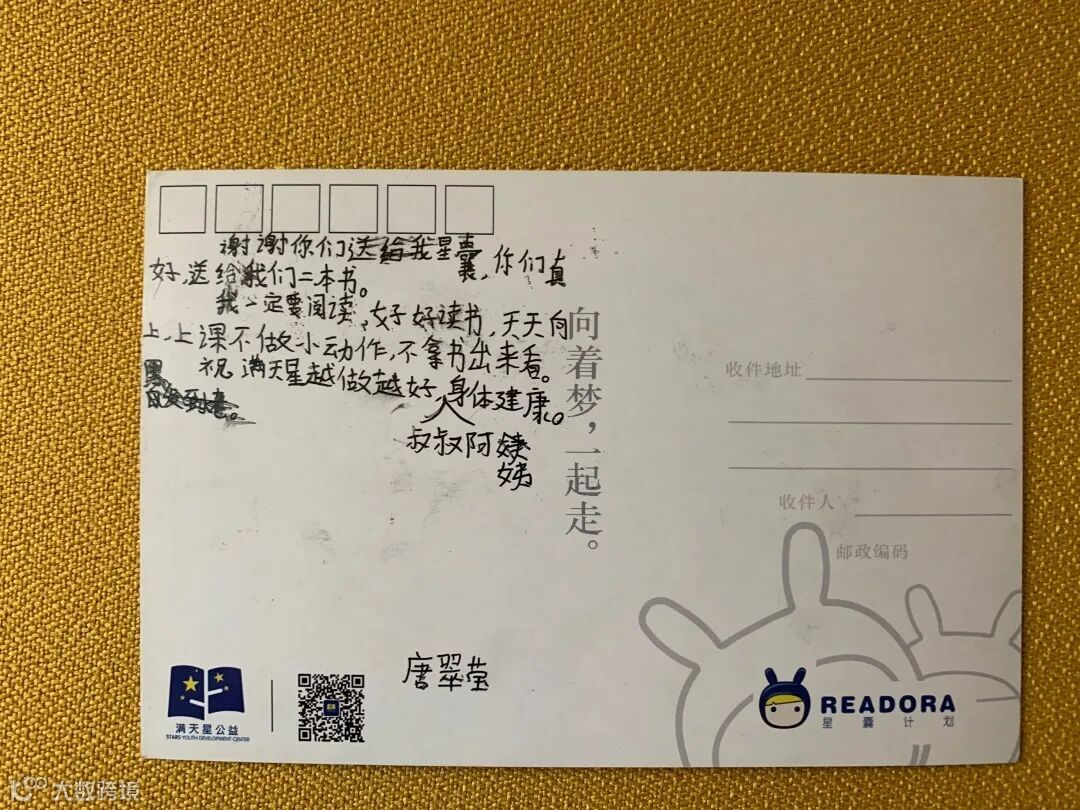 谢谢你们送给我星囊，你们真
好，送给我们二本书。
我一定要阅读，好好读书，天天向
上，上课不做小动作，不拿书出来看。
祝满天星越做越好，身体建康。
叔叔阿姨
唐翠莹
向着梦，一起走。
收件地址
收件人
邮政编码
满天星公益
STARS YOUTH DEVELOPMENT CENTER
READORA
星囊计划
大数跨境